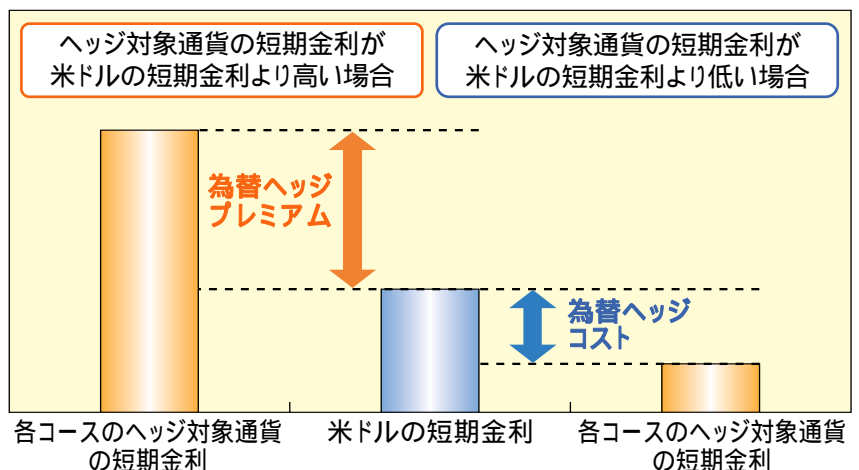 ヘッジ対象通貨の短期金利が
米ドルの短期金利より高い場合
ヘッジ対象通貨の短期金利が
米ドルの短期金利より低い場合
為替ヘッジ
プレミアム
為替ヘッジ
コスト
各コースのヘッジ対象通貨
の短期金利
米ドルの短期金利
各コースのヘッジ対象通貨
の短期金利